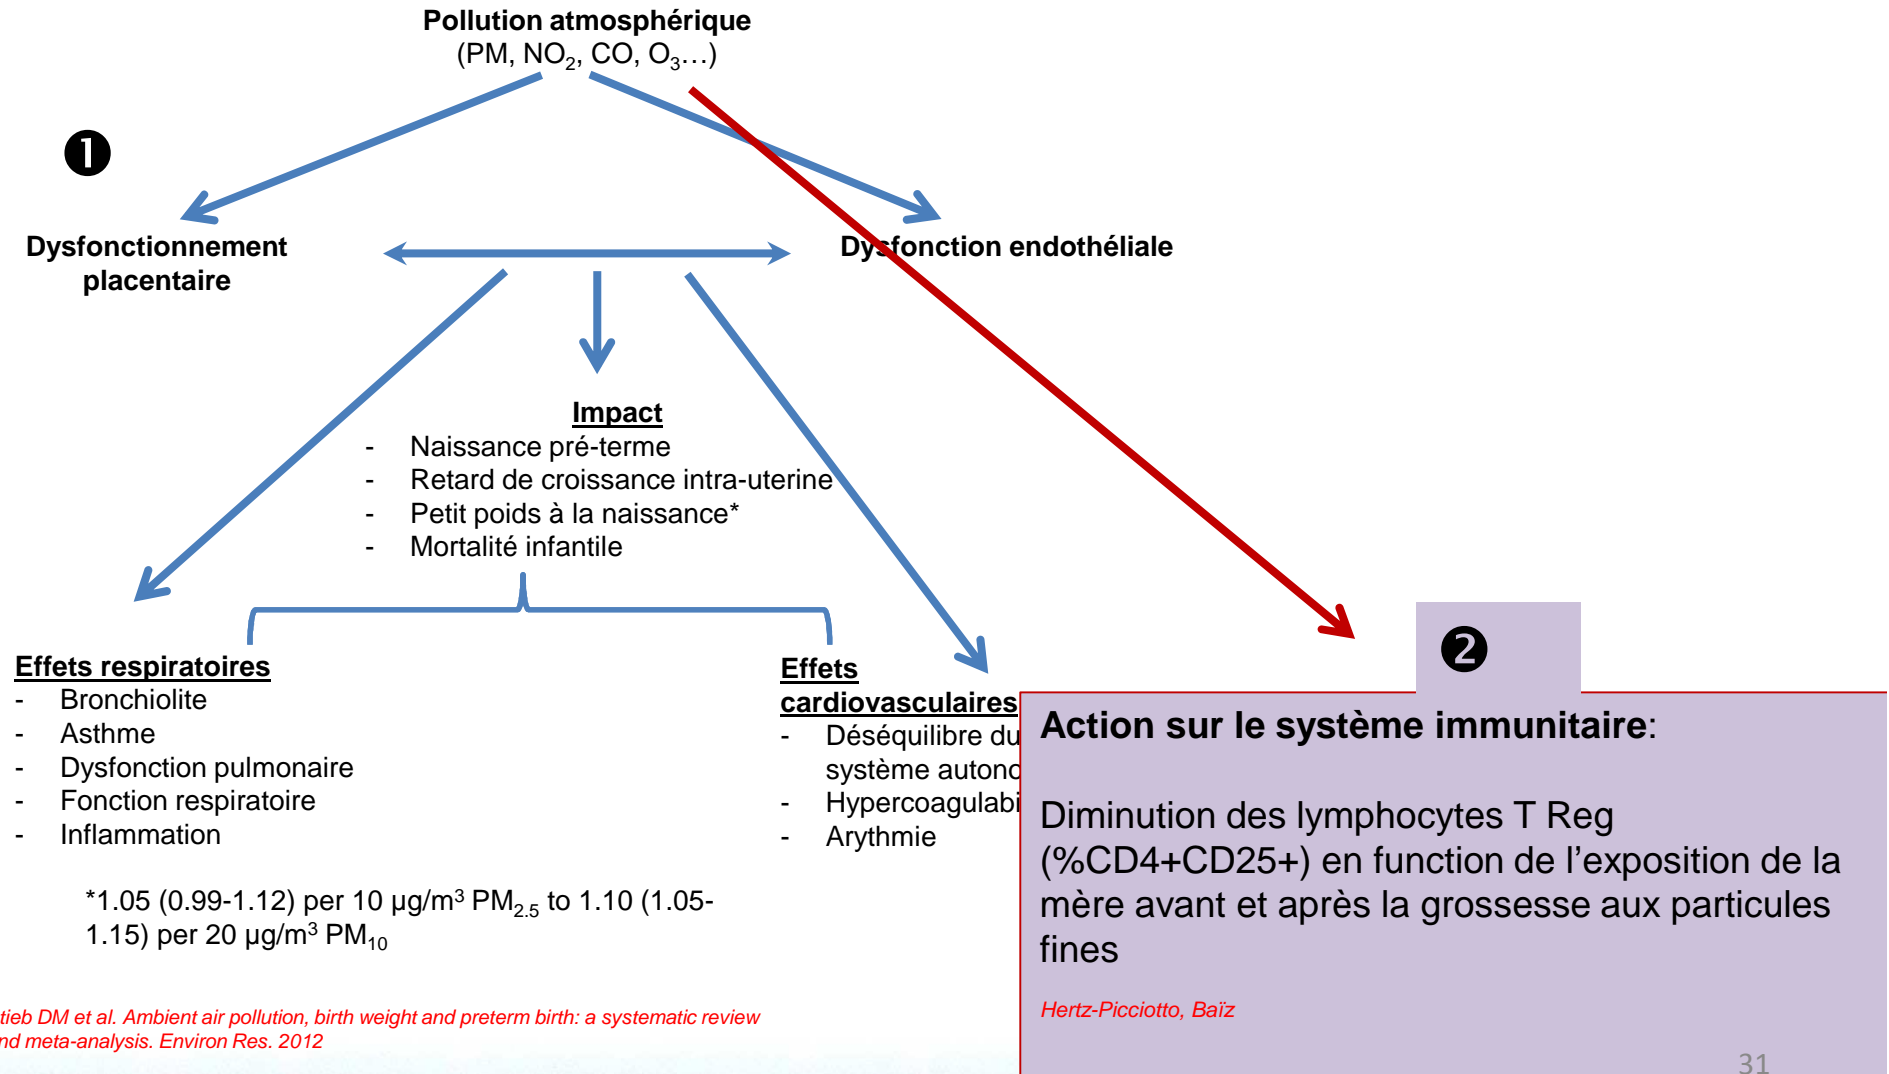 Pollution atmosphérique
(PM, NO₂, CO, O₃…)
❶
Dysfonctionnement
placentaire
Dysfonction endothéliale
Impact
- Naissance pré-terme
- Retard de croissance intra-uterine
- Petit poids à la naissance*
- Mortalité infantile
Effets respiratoires
- Bronchiolite
- Asthme
- Dysfonction pulmonaire
- Fonction respiratoire
- Inflammation
Effets
cardiovasculaires
- Déséquilibre du
système
- Arythmie
*1.05 (0.99-1.12) per 10 µg/m³ PM₂.₅ to 1.10 (1.05-
1.15) per 20 µg/m³ PM₁₀
❷
Action sur le système immunitaire:
Diminution des lymphocytes T Reg
(%CD4+CD25+) en function de l’exposition de la
mère avant et après la grossesse aux particules
fines
Hertz-Picciotto, Baïz
DM et al. Ambient air pollution, birth weight and preterm birth: a systematic review
meta-analysis. Environ Res. 2012
31